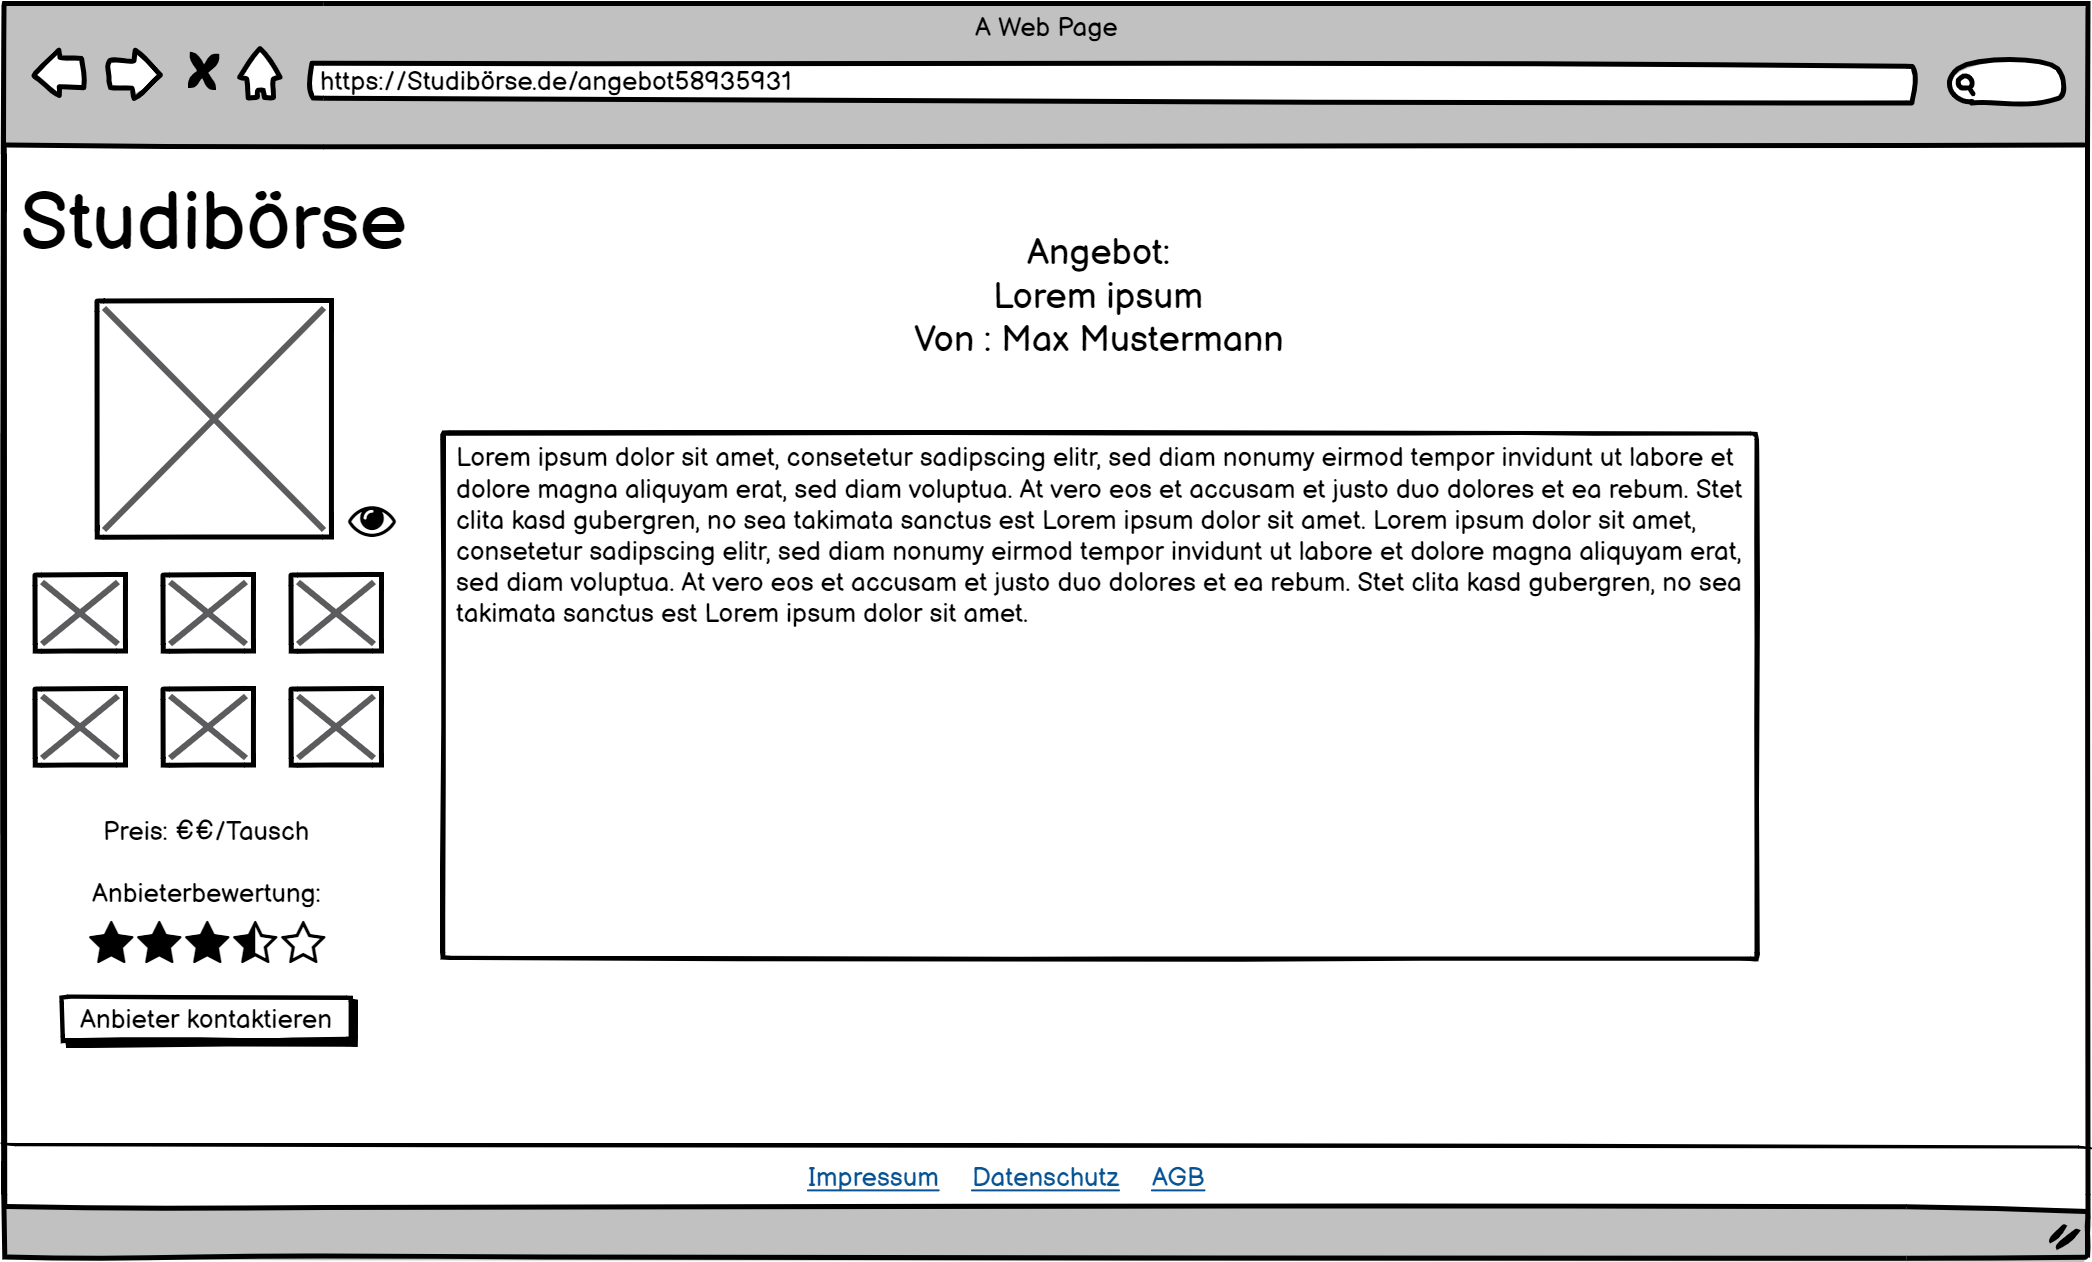 A Web Page
https://Studibörse.de/angebot58935931
Studibörse
Angebot:
Lorem ipsum
Von : Max Mustermann
Lorem ipsum dolor sit amet, consetetur sadipscing elitr, sed diam nonumy eirmod tempor invidunt ut labore et
dolore magna aliquyam erat, sed diam voluptua. At vero eos et accusam et justo duo dolores et ea rebum. Stet
clita kasd gubergren, no sea takimata sanctus est Lorem ipsum dolor sit amet. Lorem ipsum dolor sit amet,
consetetur sadipscing elitr, sed diam nonumy eirmod tempor invidunt ut labore et dolore magna aliquyam erat,
sed diam voluptua. At vero eos et accusam et justo duo dolores et ea rebum. Stet clita kasd gubergren, no sea
takimata sanctus est Lorem ipsum dolor sit amet.
Preis: €€/Tausch
Anbieterbewertung:
Anbieter kontaktieren
Impressum Datenschutz AGB